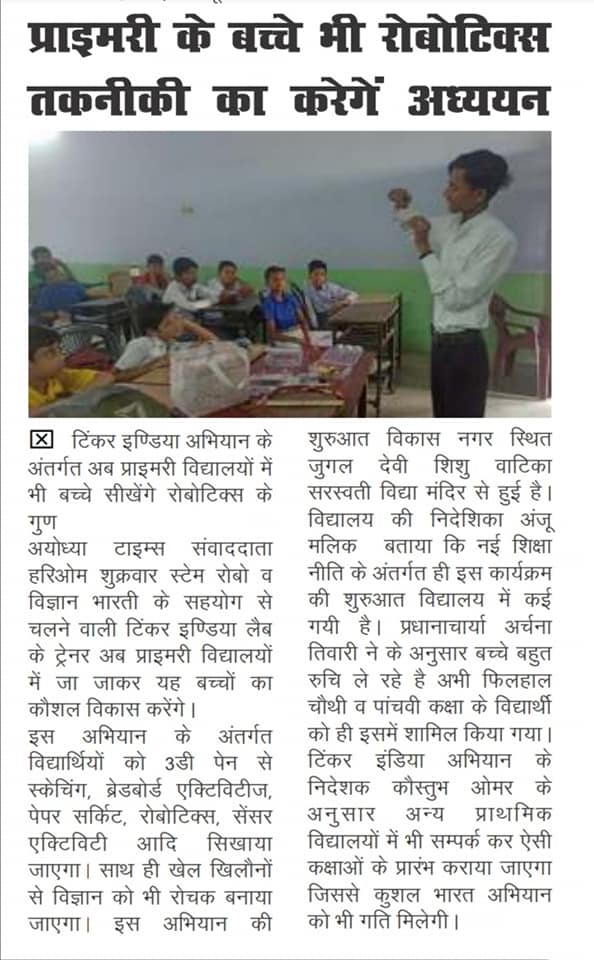 प्राइमरी के बच्चे भी रोबोटिक्स
तकनीकी का करेगें अध्ययन
टिंकर इण्डिया अभियान के
अंतर्गत अब प्राइमरी विद्यालयों में
भी बच्चे सीखेंगे रोबोटिक्स के
गुण
अयोध्या टाइम्स संवाददाता
हरिओम शुक्रवार स्टेम रोबो व
विज्ञान भारती के सहयोग से
चलने वाली टिंकर इण्डिया लैब
के ट्रेनर अब प्राइमरी विद्यालयों
में जा जाकर यह बच्चों का
कौशल विकास करेंगे।
इस अभियान के अंतर्गत
विद्यार्थियों को 3डी पेन से
स्केचिंग, ब्रेडबोर्ड एक्टिविटीज,
पेपर सर्किट, रोबोटिक्स, सेंसर
एक्टिविटी आदि सिखाया
जाएगा। साथ ही खेल खिलौनों
से विज्ञान को भी रोचक बनाया
जाएगा। इस अभियान की
शुरुआत विकास नगर स्थित
जुगल देवी शिशु वाटिका
सरस्वती विद्या मंदिर से हुई है।
विद्यालय की निदेशिका अंजू
मलिक बताया कि नई शिक्षा
नीति के अंतर्गत ही इस कार्यक्रम
की शुरुआत विद्यालय में कई
गयी है। प्रधानाचार्या अर्चना
तिवारी ने के अनुसार बच्चे बहुत
रुचि ले रहे है अभी फिलहाल
चौथी व पांचवी कक्षा के विद्यार्थी
को ही इसमें शामिल किया गया।
टिंकर इंडिया अभियान के
निदेशक कौस्तुभ ओमर के
अनुसार अन्य प्राथमिक
विद्यालयों में भी सम्पर्क कर ऐसी
कक्षाओं के प्रारंभ कराया जाएगा
जिससे कुशल भारत अभियान
को भी गति मिलेगी।